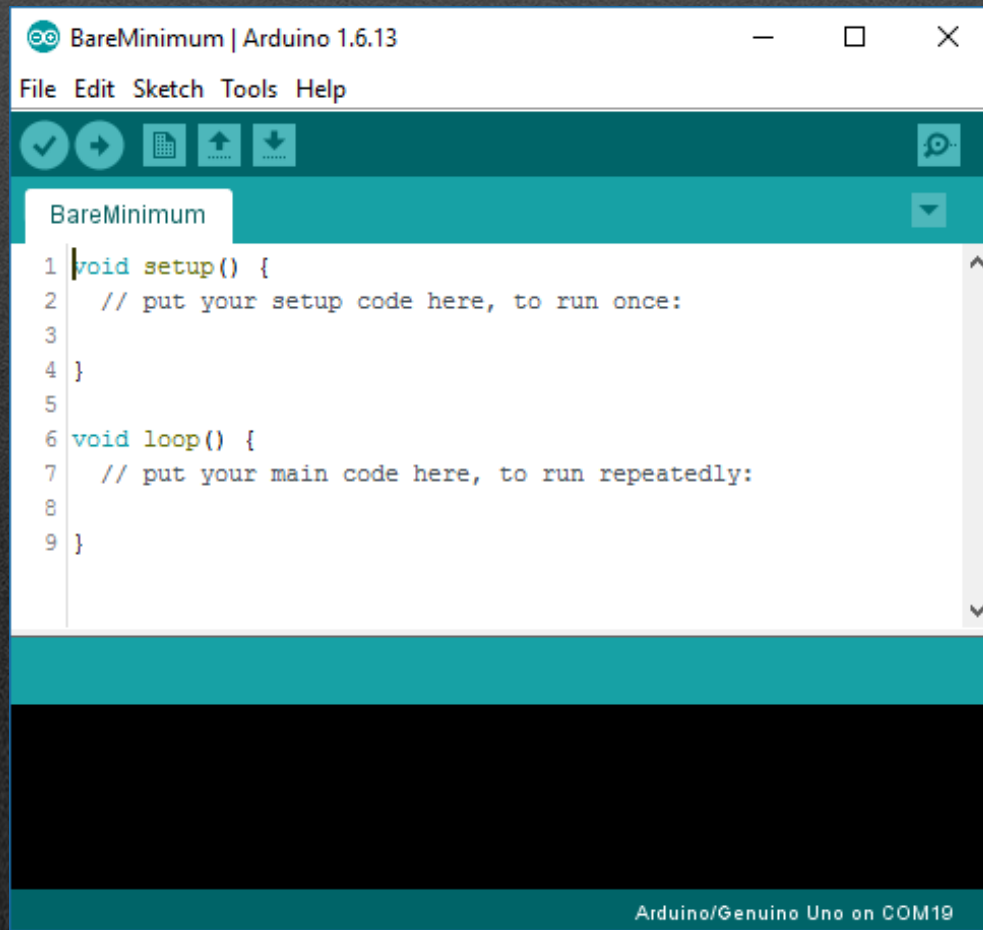 BareMinimum | Arduino 1.6.13
File Edit Sketch Tools Help
BareMinimum
1 void setup() {
2   // put your setup code here, to run once:
3
4 }
5
6 void loop() {
7   // put your main code here, to run repeatedly:
8
9 }
Arduino/Genuino Uno on COM19